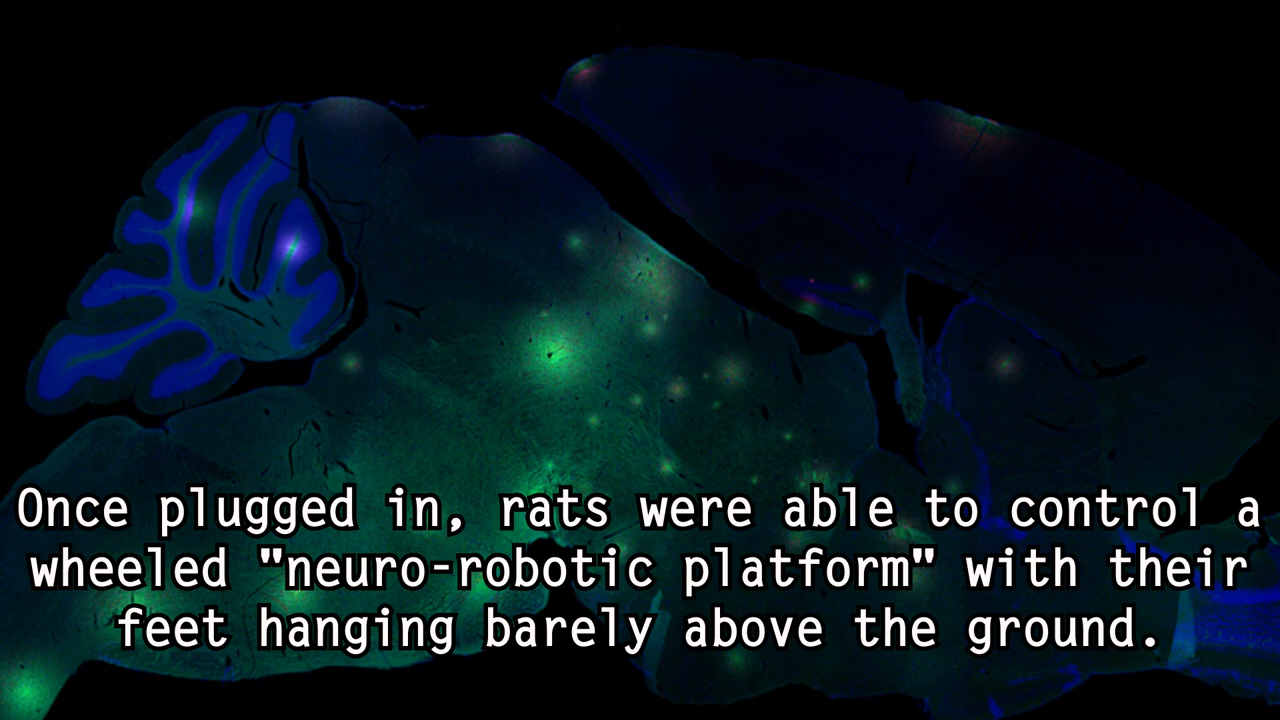 Once plugged in, rats were able to control a
wheeled "neuro-robotic platform" with their
feet hanging barely above the ground.